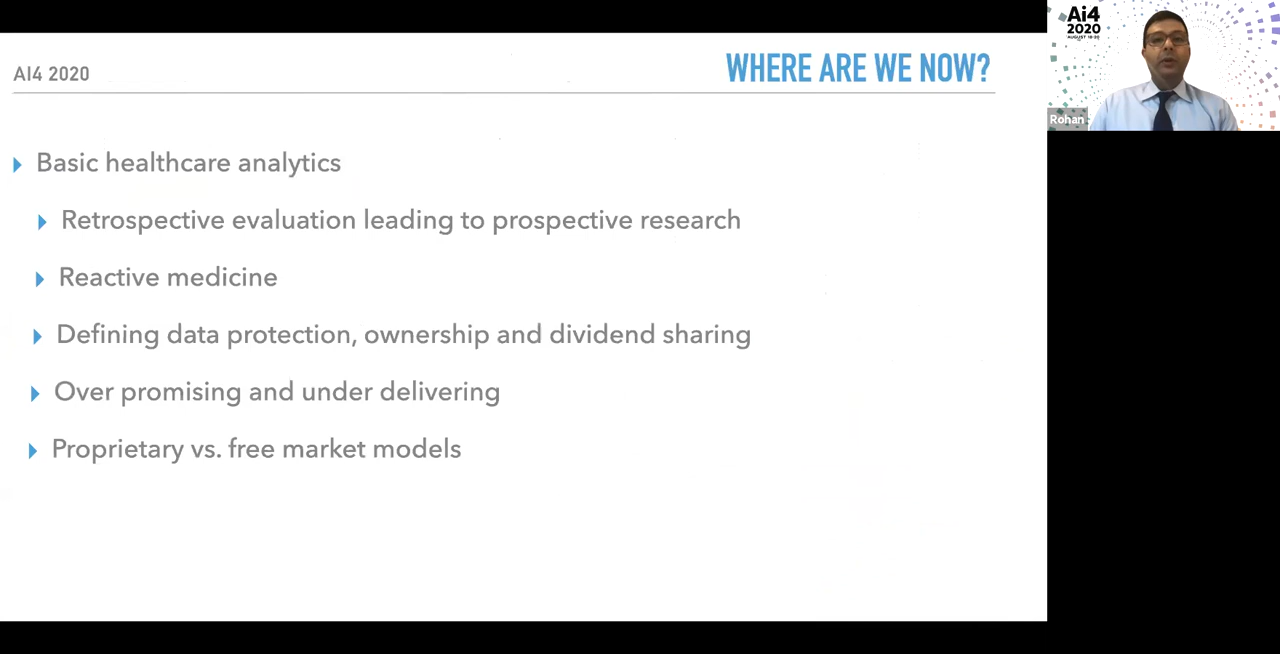 AI4 2020
WHERE ARE WE NOW?
Basic healthcare analytics
Retrospective evaluation leading to prospective research
Reactive medicine
Defining data protection, ownership and dividend sharing
Over promising and under delivering
Proprietary vs. free market models
Ai4
2020
Rohan